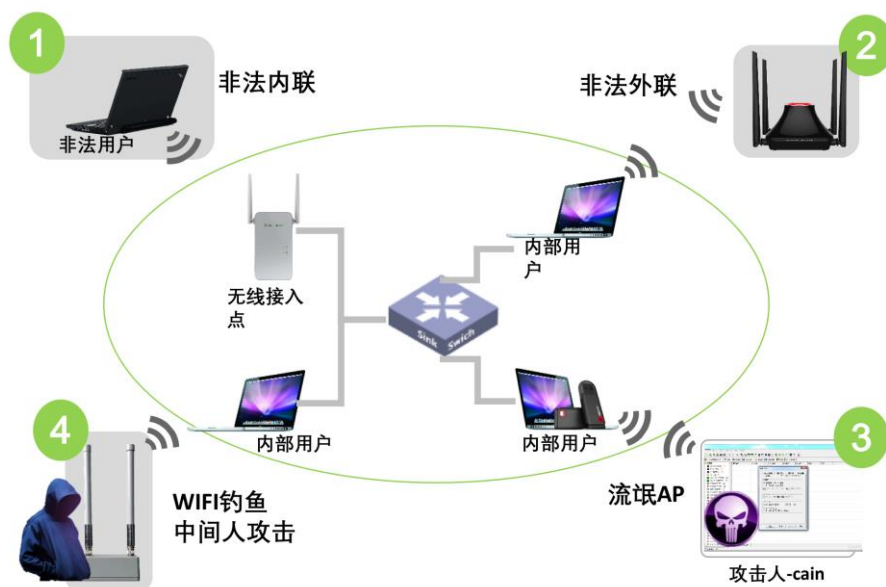 1
非法内联
非法用户
非法外联
2
无线接入
点
内部用
户
Sink Swich
内部用户
内部用户
4
WIFI钓鱼
中间人攻击
流氓AP
3
攻击人-cain